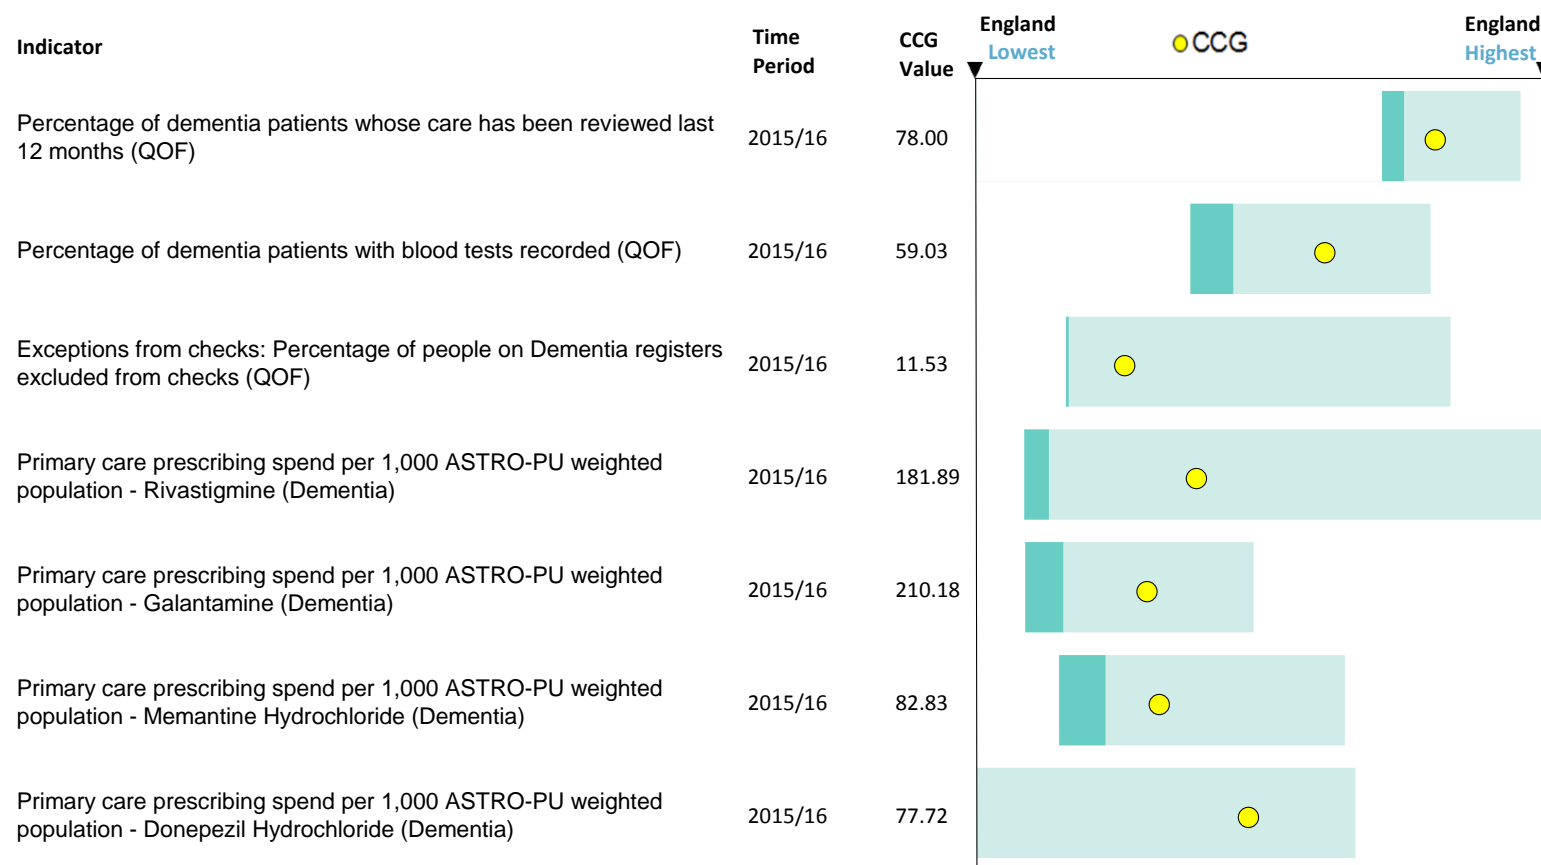 Indicator
Time
Period
CCG
Value
England
Lowest
CCG
England
Highest
Percentage of dementia patients whose care has been reviewed last
12 months (QOF)
2015/16
78.00
Percentage of dementia patients with blood tests recorded (QOF)
2015/16
59.03
Exceptions from checks: Percentage of people on Dementia registers
excluded from checks (QOF)
2015/16
11.53
Primary care prescribing spend per 1,000 ASTRO-PU weighted
population - Rivastigmine (Dementia)
2015/16
181.89
Primary care prescribing spend per 1,000 ASTRO-PU weighted
population - Galantamine (Dementia)
2015/16
210.18
Primary care prescribing spend per 1,000 ASTRO-PU weighted
population - Memantine Hydrochloride (Dementia)
2015/16
82.83
Primary care prescribing spend per 1,000 ASTRO-PU weighted
population - Donepezil Hydrochloride (Dementia)
2015/16
77.72